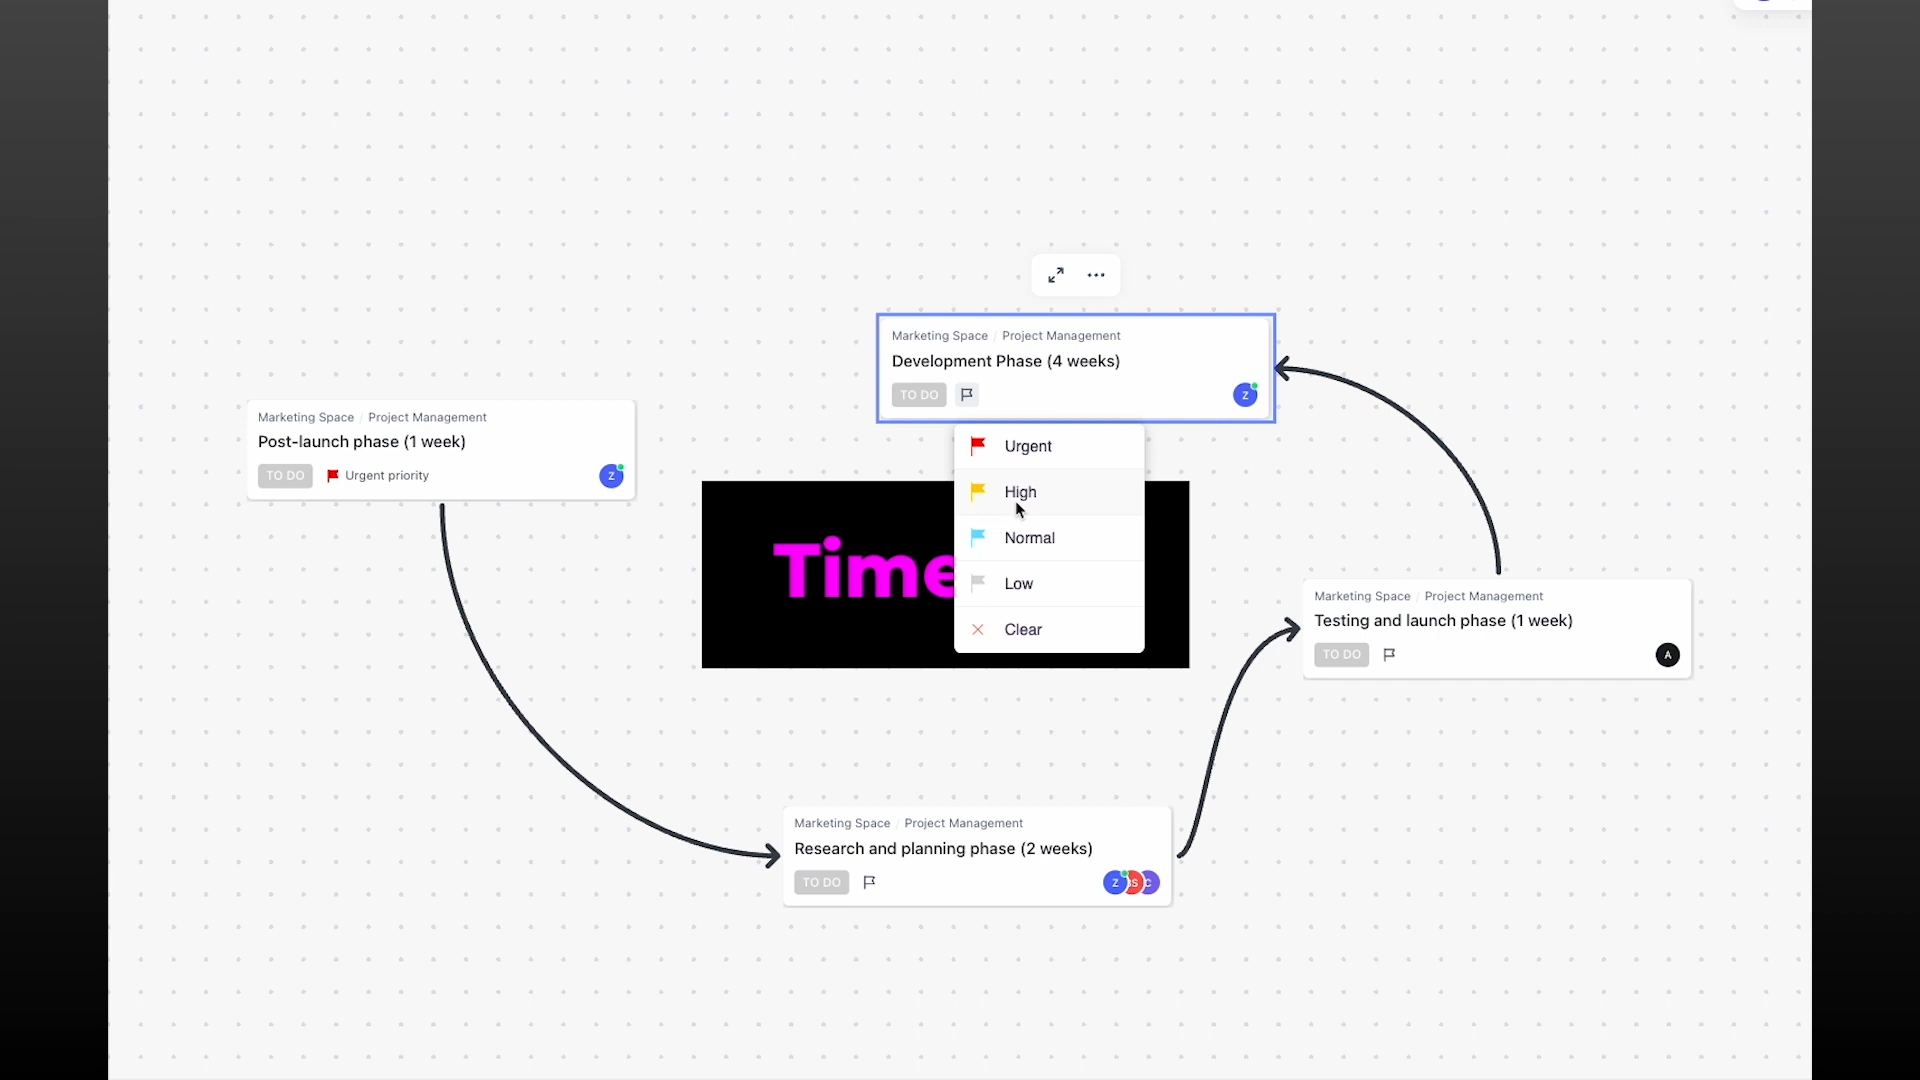 Marketing Space / Project Management
Development Phase (4 weeks)
TO DO
Z
Marketing Space / Project Management
Post-launch phase (1 week)
TO DO Urgent priority
Z
Urgent
High
Normal
Low
Clear
Time
Marketing Space / Project Management
Testing and launch phase (1 week)
TO DO
A
Marketing Space / Project Management
Research and planning phase (2 weeks)
TO DO
Z S C